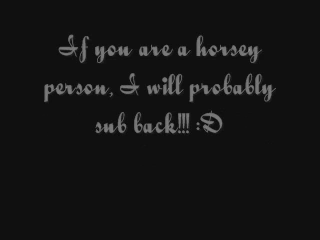 If you are a horsey
person, I will probably
sub back!!! :D